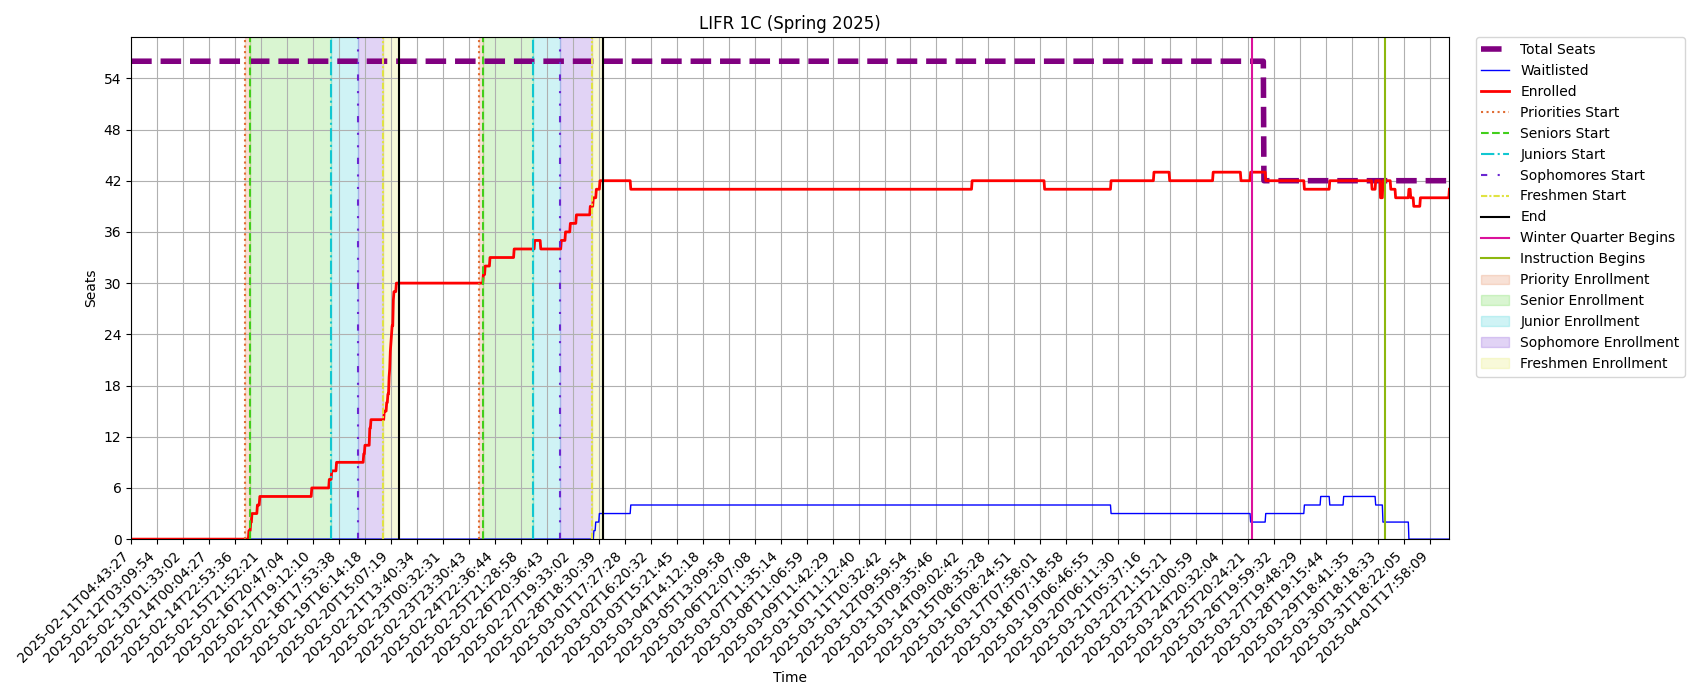 LIFR 1C (Spring 2025)
Seats
54
48
42
36
30
24
18
12
6
0
2025-02-11T04:43:27
2025-02-12T03:09:54
2025-02-13T01:33:02
2025-02-14T00:04:27
2025-02-14T22:53:36
2025-02-15T21:52:21
2025-02-16T20:47:04
2025-02-17T19:12:10
2025-02-18T17:53:38
2025-02-19T16:14:18
2025-02-20T15:07:19
2025-02-21T13:40:34
2025-02-23T00:32:31
2025-02-23T23:30:43
2025-02-24T22:36:44
2025-02-25T21:28:58
2025-02-26T20:36:43
2025-02-27T19:33:02
2025-02-28T18:30:39
2025-03-01T17:27:28
2025-03-02T16:20:32
2025-03-03T15:21:45
2025-03-04T14:12:18
2025-03-05T13:09:58
2025-03-06T12:07:08
2025-03-07T11:35:14
2025-03-08T11:06:59
2025-03-09T11:42:29
2025-03-10T11:12:40
2025-03-11T10:32:42
2025-03-12T09:59:54
2025-03-13T09:35:46
2025-03-14T09:02:42
2025-03-15T08:35:28
2025-03-16T08:24:51
2025-03-17T07:58:01
2025-03-18T07:18:58
2025-03-19T06:46:55
2025-03-20T06:11:30
2025-03-21T05:37:16
2025-03-22T21:15:21
2025-03-23T21:00:59
2025-03-24T20:32:04
2025-03-25T20:24:21
2025-03-26T19:59:32
2025-03-27T19:48:29
2025-03-28T19:15:44
2025-03-29T18:41:35
2025-03-30T18:18:33
2025-03-31T18:22:05
2025-04-01T17:58:09
Time
Total Seats
Waitlisted
Enrolled
Priorities Start
Seniors Start
Juniors Start
Sophomores Start
Freshmen Start
End
Winter Quarter Begins
Instruction Begins
Priority Enrollment
Senior Enrollment
Junior Enrollment
Sophomore Enrollment
Freshmen Enrollment